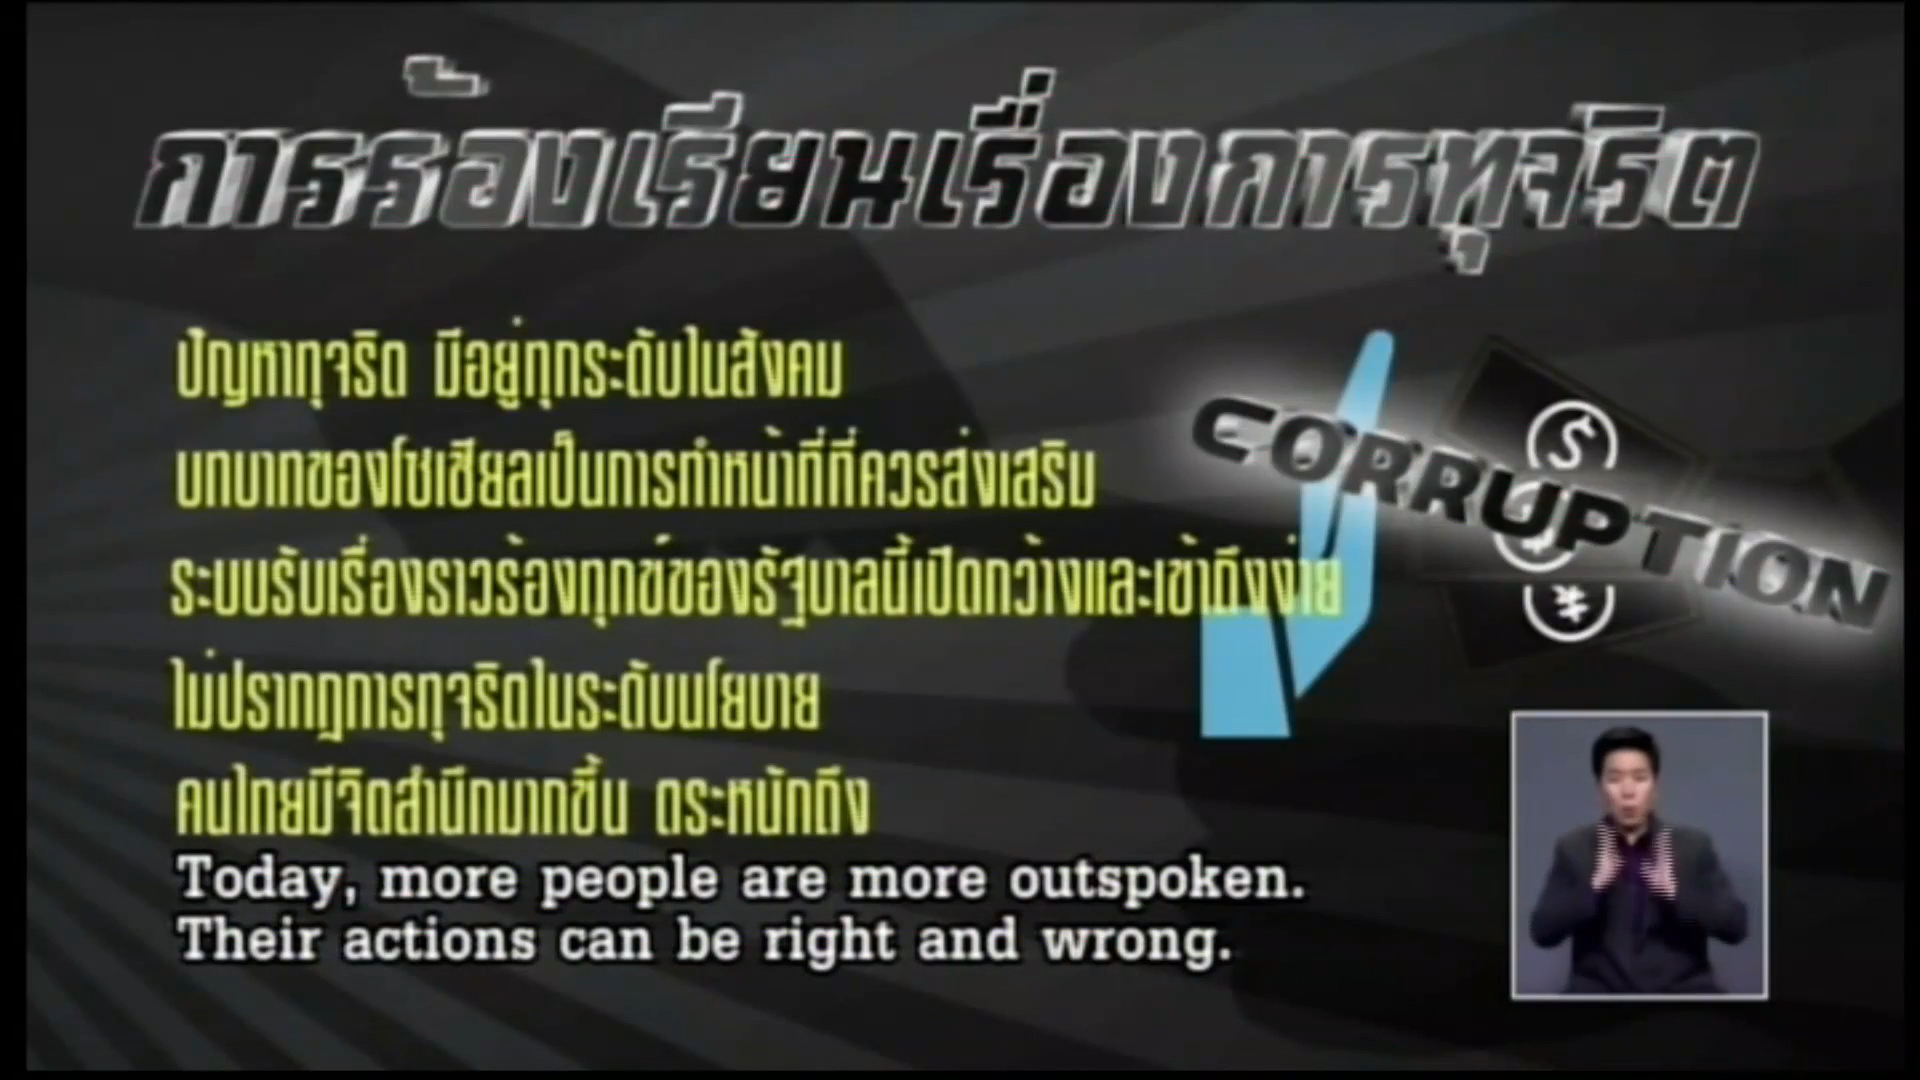 การร้องเรียนเรื่องการทุจริต
ปัญหาทุจริต มีอยู่ทุกระดับในสังคม
บทบาทของโซเชียลเป็นการทำหน้าที่ที่ควรส่งเสริม
CORRUPTION
ระบบรับเรื่องราวร้องทุกข์ของรัฐบาลนี้เปิดกว้างและเข้าถึงง่าย
ไม่ปรากฏการทุจริตในระดับนโยบาย
คนไทยมีจิตสำนึกมากขึ้น ตระหนักถึง
Today, more people are more outspoken.
Their actions can be right and wrong.